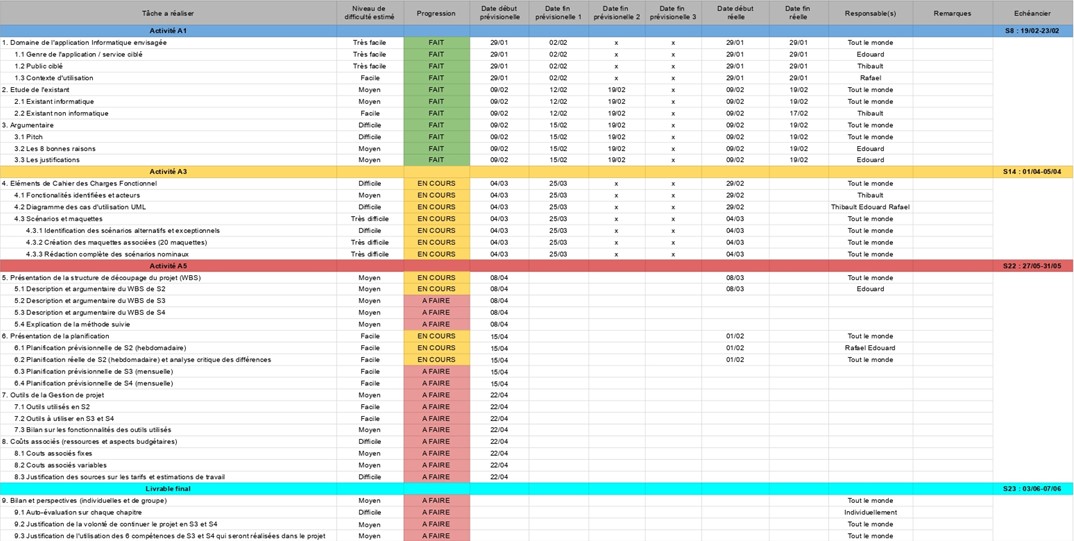 Tâche a réaliser Niveau de difficulté estimé Progression Date début prévisionelle Date fin prévisionelle 1 Date fin prévisionelle 2 Date fin prévisionelle 3 Date début réelle Date fin réelle Responsable(s) Remarques Echéancier
Activité A1 S8 : 19/02-23/02
1. Domaine de l'application Informatique envisagée Très facile FAIT 29/01 02/02 x x 29/01 29/01 Tout le monde
1.1 Genre de l'application / service ciblé Très facile FAIT 29/01 02/02 x x 29/01 29/01 Edouard
1.2 Public ciblé Très facile FAIT 29/01 02/02 x x 29/01 29/01 Thibault
1.3 Contexte d'utilisation Facile FAIT 29/01 02/02 x x 29/01 29/01 Rafael
2. Etude de l'existant Moyen FAIT 09/02 12/02 19/02 x 09/02 19/02 Tout le monde
2.1 Existant informatique Moyen FAIT 09/02 12/02 19/02 x 09/02 19/02 Tout le monde
2.2 Existant non informatique Facile FAIT 09/02 12/02 19/02 x 09/02 17/02 Thibault
3. Argumentaire Difficile FAIT 09/02 15/02 19/02 x 09/02 19/02 Tout le monde
3.1 Pitch Difficile FAIT 09/02 15/02 19/02 x 09/02 19/02 Tout le monde
3.2 Les 8 bonnes raisons Moyen FAIT 09/02 15/02 19/02 x 09/02 19/02 Edouard
3.3 Les justifications Moyen FAIT 09/02 15/02 19/02 x 09/02 19/02 Edouard
Activité A3 S14 : 01/04-05/04
4. Eléments de Cahier des Charges Fonctionnel Difficile EN COURS 04/03 25/03 x x 29/02 Tout le monde
4.1 Fonctionalités identifiées et acteurs Moyen EN COURS 04/03 25/03 x x 29/02 Thibault
4.2 Diagramme des cas d'utilisation UML Difficile EN COURS 04/03 25/03 x x 29/02 Thibault Edouard Rafael
4.3 Scénarios et maquettes Très difficile EN COURS 04/03 25/03 x x 04/03 Tout le monde
4.3.1 Identification des scénarios alternatifs et exceptionnels Difficile EN COURS 04/03 25/03 x x 04/03 Tout le monde
4.3.2 Création des maquettes associées (20 maquettes) Très difficile EN COURS 04/03 25/03 x x 04/03 Tout le monde
4.3.3 Rédaction complète des scénarios nominaux Très difficile EN COURS 04/03 25/03 x x 04/03 Tout le monde
Activité A5 S22 : 27/05-31/05
5. Présentation de la structure de découpage du projet (WBS) Moyen EN COURS 08/04 08/03 Tout le monde
5.1 Description et argumentaire du WBS de S2 Moyen EN COURS 08/04 08/03 Edouard
5.2 Description et argumentaire du WBS de S3 Moyen A FAIRE 08/04
5.3 Description et argumentaire du WBS de S4 Moyen A FAIRE 08/04
5.4 Explication de la méthode suivie Moyen A FAIRE 08/04
6. Présentation de la planification Facile EN COURS 15/04 01/02 Tout le monde
6.1 Planification prévisionelle de S2 (hebdomadaire) Facile EN COURS 15/04 01/02 Rafael Edouard
6.2 Planification réelle de S2 (hebdomadaire) et analyse critique des différences Facile EN COURS 15/04 01/02 Tout le monde
6.3 Planification prévisionelle de S3 (mensuelle) Facile A FAIRE 15/04
6.4 Planification prévisionelle de S4 (mensuelle) Facile A FAIRE 15/04
7. Outils de la Gestion de projet Moyen A FAIRE 22/04
7.1 Outils utilisés en S2 Facile A FAIRE 22/04
7.2 Outils à utiliser en S3 et S4 Facile A FAIRE 22/04
7.3 Bilan sur les fonctionnalités des outils utilisés Moyen A FAIRE 22/04
8. Coûts associés (ressources et aspects budgétaires) Difficile A FAIRE 22/04
8.1 Couts associés fixes Moyen A FAIRE 22/04
8.2 Couts associés variables Moyen A FAIRE 22/04
8.3 Justification des sources sur les tarifs et estimations de travail Difficile A FAIRE 22/04
Livrable final S23 : 03/06-07/06
9. Bilan et perspectives (individuelles et de groupe) Moyen A FAIRE Tout le monde
9.1 Auto-évaluation sur chaque chapitre Difficile A FAIRE Individuellement
9.2 Justification de la volonté de continuer le projet en S3 et S4 Moyen A FAIRE Tout le monde
9.3 Justification de l'utilisation des 6 compétences de S3 et S4 qui seront réalisées dans le projet Moyen A FAIRE Tout le monde